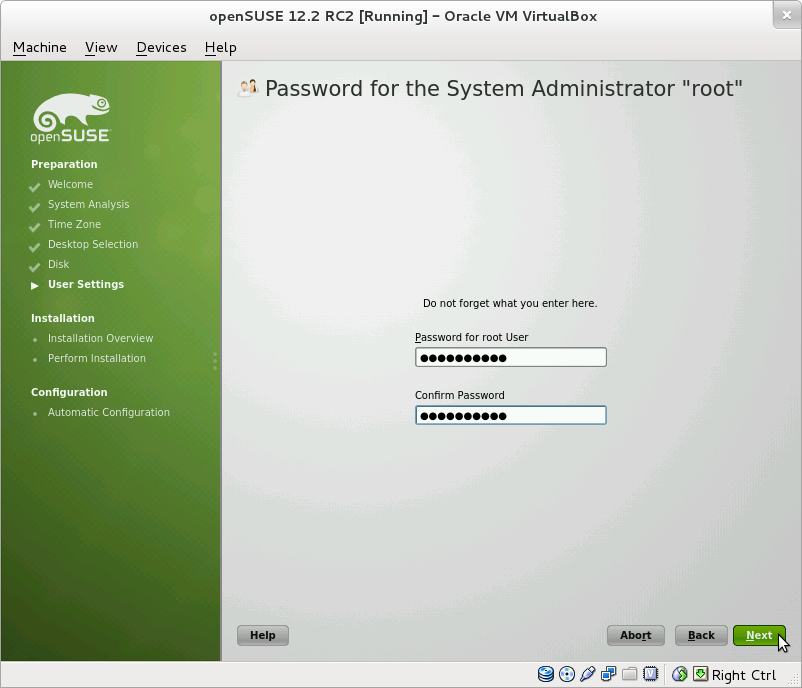 openSUSE 12.2 RC2 [Running] – Oracle VM VirtualBox
Machine View Devices Help
openSUSE
Preparation
Welcome
System Analysis
Time Zone
Desktop Selection
Disk
User Settings
Installation
Installation Overview
Perform Installation
Configuration
Automatic Configuration
Password for the System Administrator "root"
Do not forget what you enter here.
Password for root User
●●●●●●●●●●
Confirm Password
●●●●●●●●●●
Help Abort Back Next
Right Ctrl